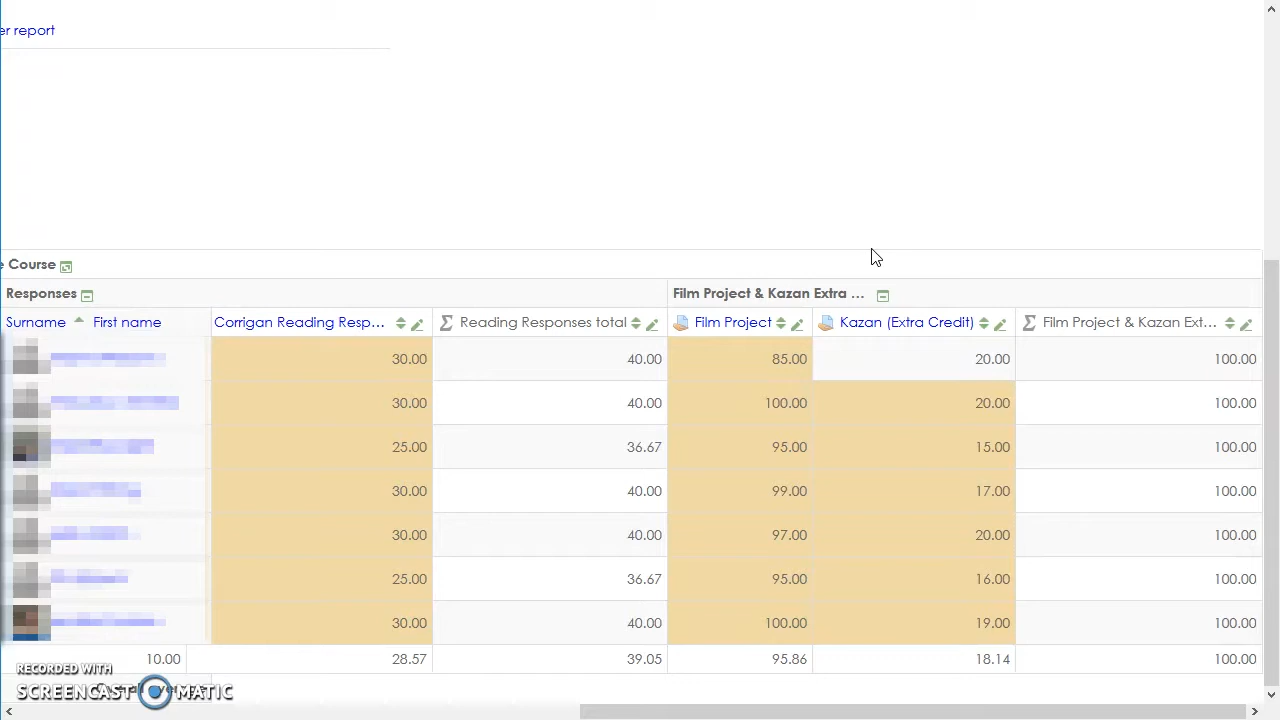 er report
e Course
Responses Film Project & Kazan Extra ...
Surname First name Corrigan Reading Resp... Reading Responses total Film Project Kazan (Extra Credit) Film Project & Kazan Ext...
30.00 40.00 85.00 20.00 100.00
30.00 40.00 100.00 20.00 100.00
25.00 36.67 95.00 15.00 100.00
30.00 40.00 99.00 17.00 100.00
30.00 40.00 97.00 20.00 100.00
25.00 36.67 95.00 16.00 100.00
30.00 40.00 100.00 19.00 100.00
10.00 28.57 39.05 95.86 18.14 100.00
RECORDED WITH
SCREENCAST MATIC